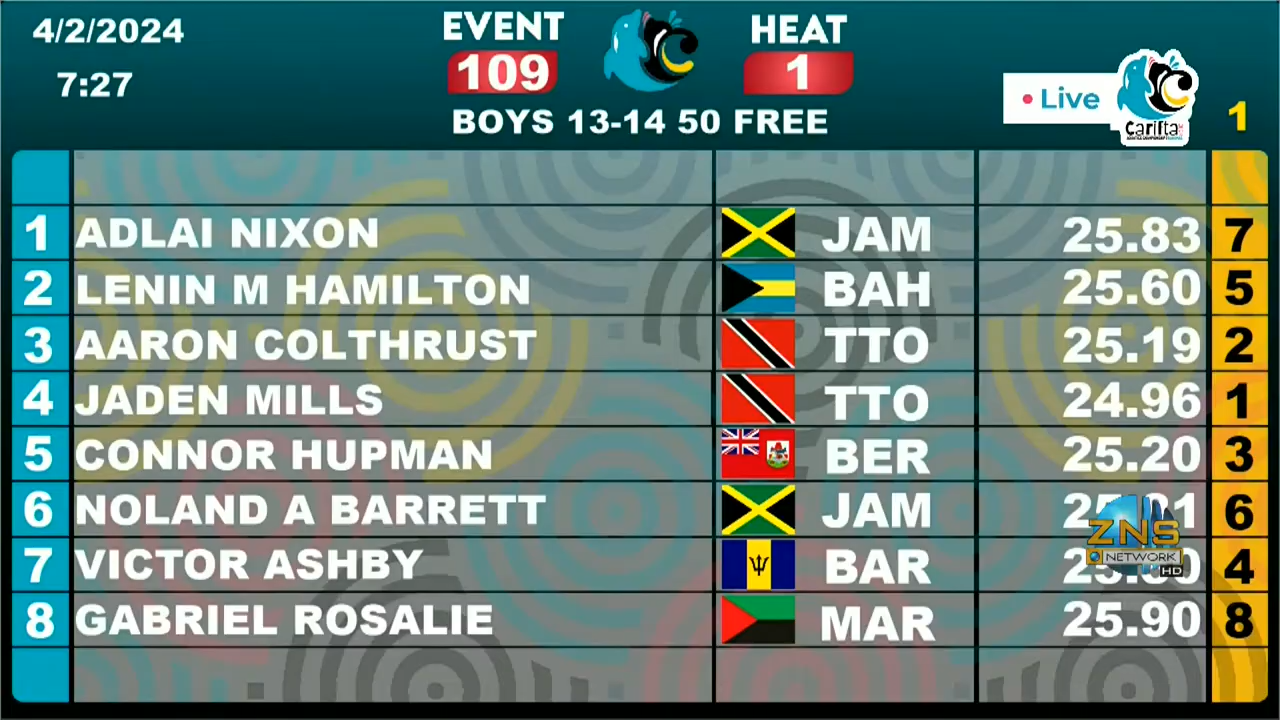 4/2/2024
EVENT
HEAT
7:27
109
1
Live
BOYS 13-14 50 FREE
Carifta
1
1 ADLAI NIXON JAM 25.83 7
2 LENIN M HAMILTON BAH 25.60 5
3 AARON COLTHRUST TTO 25.19 2
4 JADEN MILLS TTO 24.96 1
5 CONNOR HUPMAN BER 25.20 3
6 NOLAND A BARRETT JAM 6
7 VICTOR ASHBY BAR 4
8 GABRIEL ROSALIE MAR 25.90 8
ZNS
NETWORK
HD